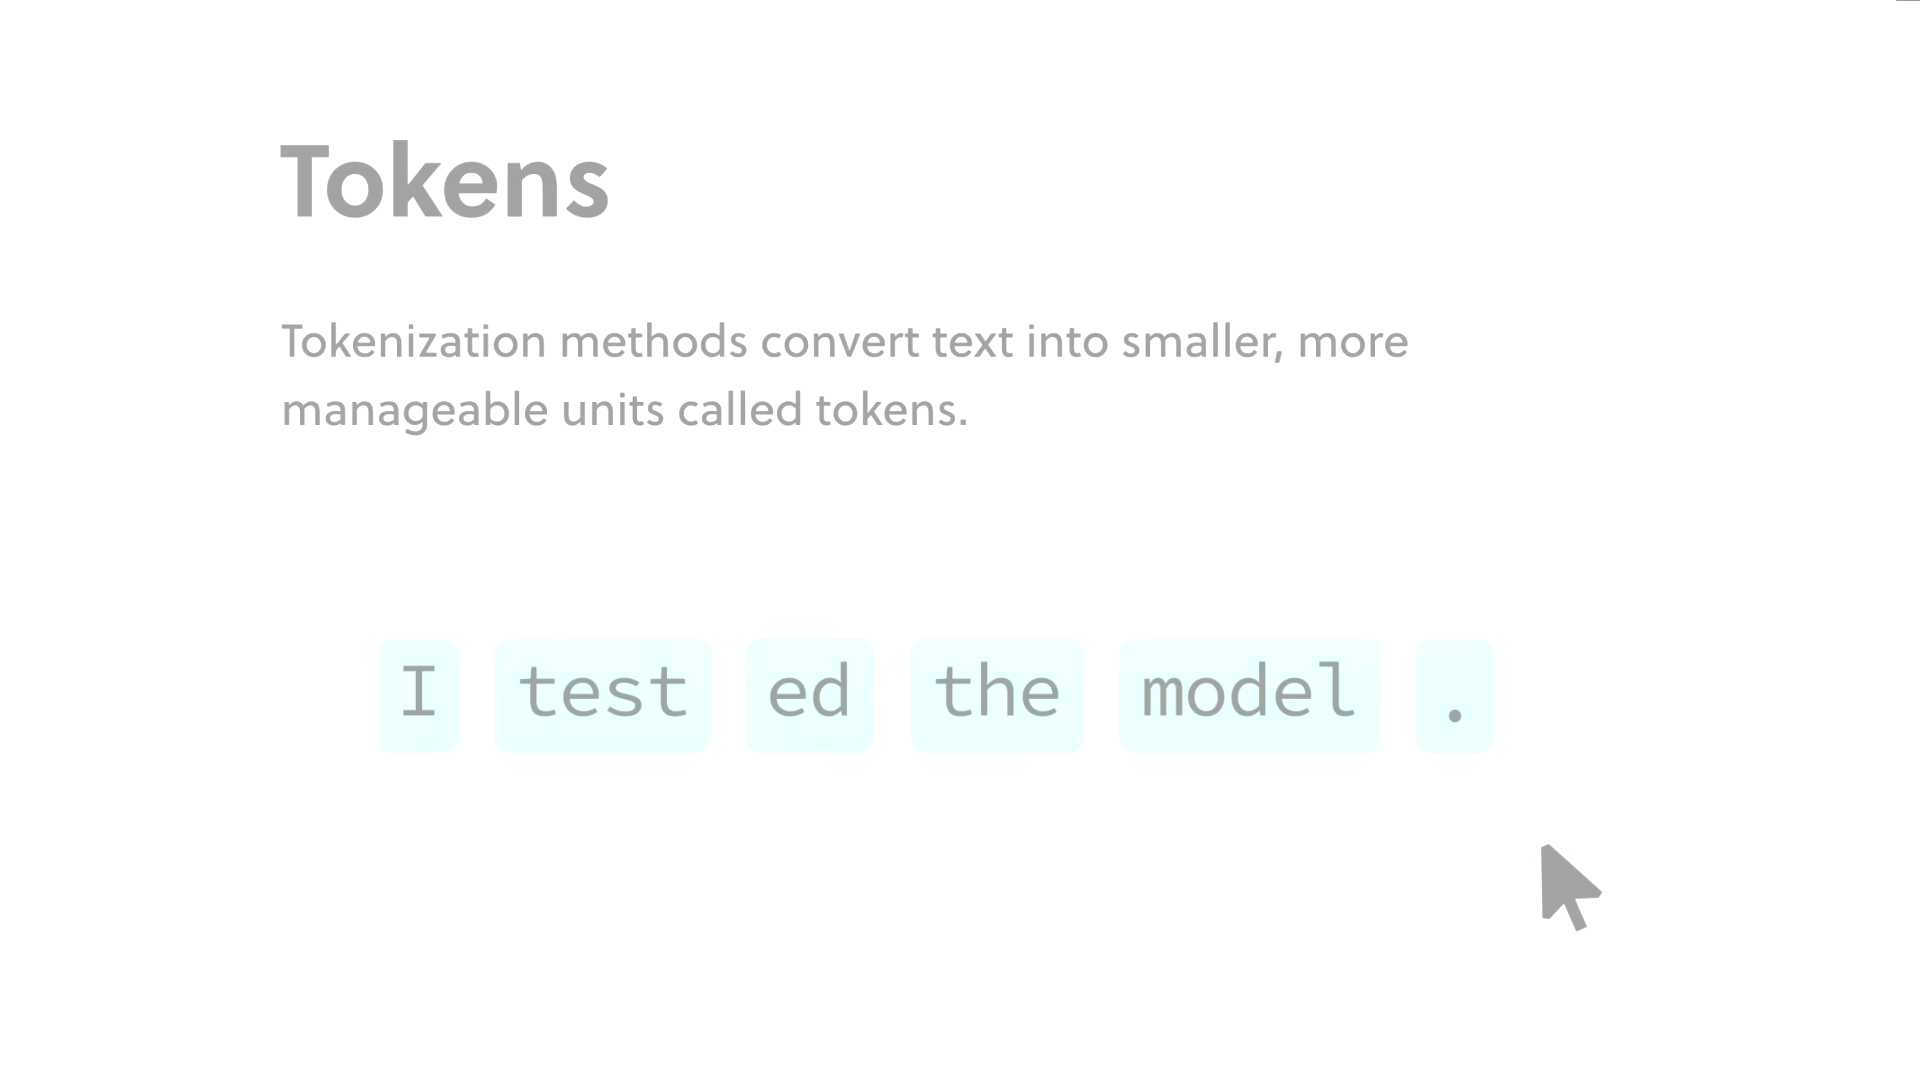 Tokens
Tokenization methods convert text into smaller, more
manageable units called tokens.
I test ed the model .